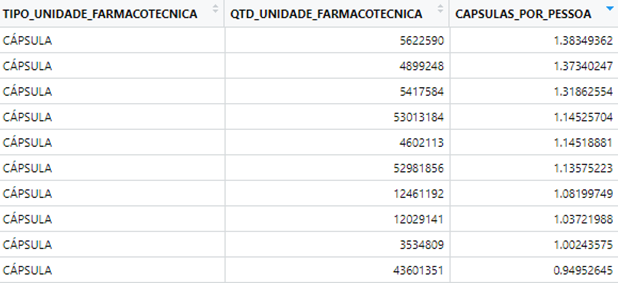 TIPO_UNIDADE_FARMACOTECNICA QTD_UNIDADE_FARMACOTECNICA CAPSULAS_POR_PESSOA
CÁPSULA 5622590 1.38349362
CÁPSULA 4899248 1.37340247
CÁPSULA 5417584 1.31862554
CÁPSULA 53013184 1.14525704
CÁPSULA 4602113 1.14518881
CÁPSULA 52981856 1.13575223
CÁPSULA 12461192 1.08199749
CÁPSULA 12029141 1.03721988
CÁPSULA 3534809 1.00243575
CÁPSULA 43601351 0.94952645